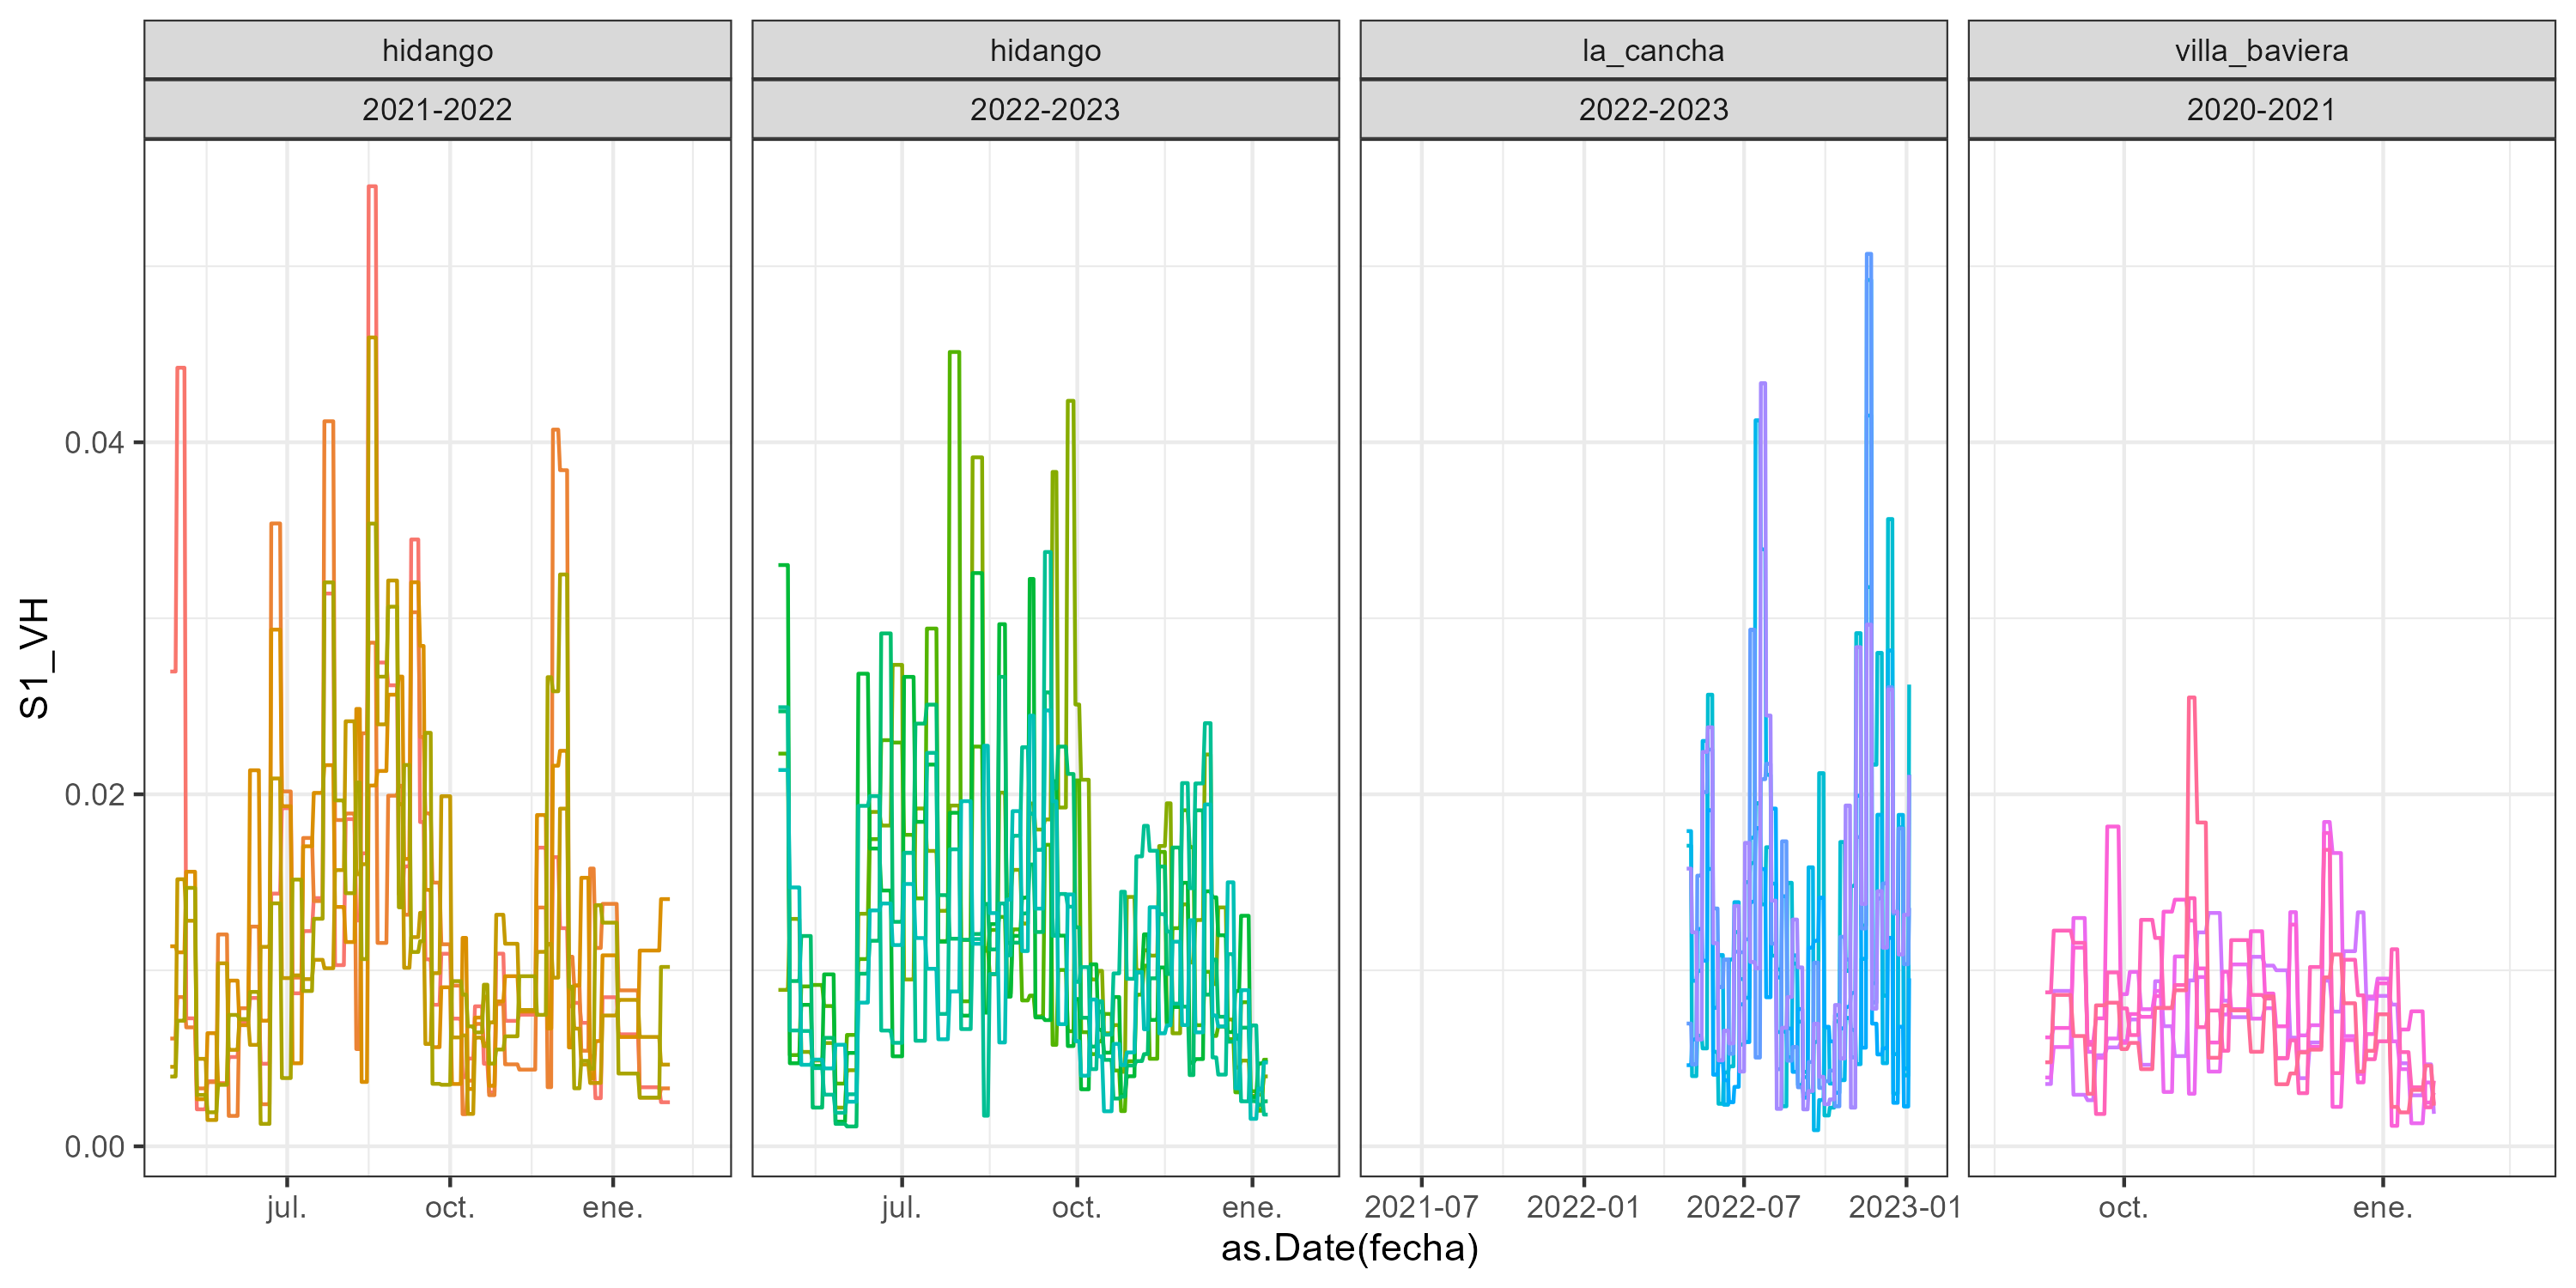 hidango
hidango
la_cancha
villa_baviera
2021-2022
2022-2023
2022-2023
2020-2021
S1_VH
0.04
0.02
0.00
jul.
oct.
ene.
jul.
oct.
ene.
2021-07
2022-01
2022-07
2023-01
oct.
ene.
as.Date(fecha)